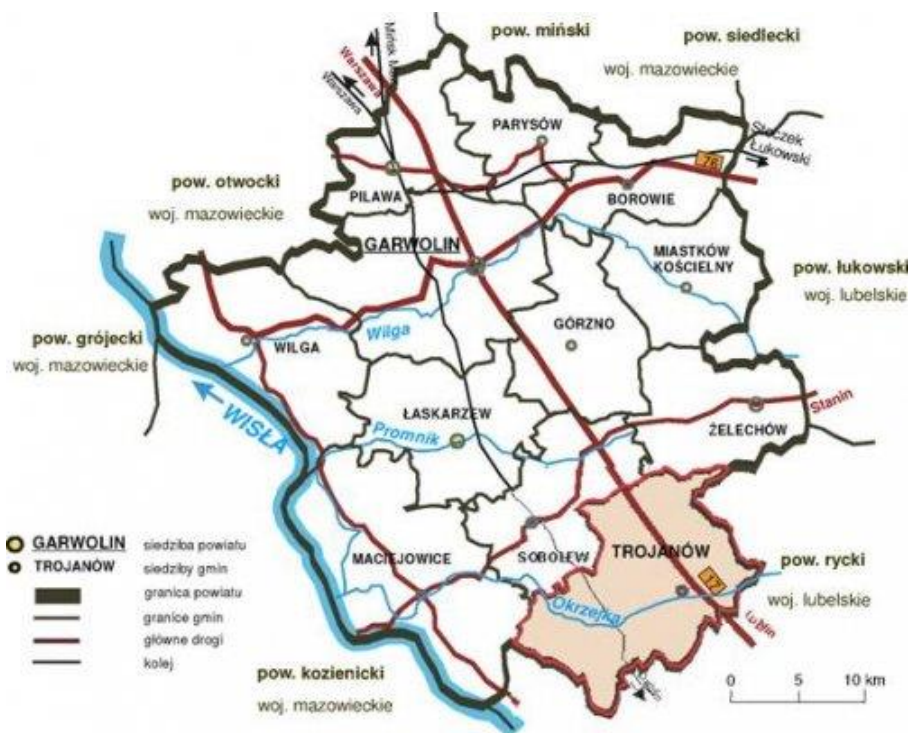 pow. miński
pow. siedlecki
woj. mazowieckie
Mińsk
Warszawa
Warszawa
PARYSÓW
Stoczek
Łukowski
76
pow. otwocki
woj. mazowieckie
PILAWA
BOROWIE
GARWOLIN
MIASTKÓW
KOŚCIELNY
pow. łukowski
woj. lubelskie
GÓRZNO
pow. grójecki
woj. mazowieckie
Wilga
WILGA
WISŁA
ŁASKARZEW
Promnik
Stanin
ŻELECHÓW
GARWOLIN siedziba powiatu
TROJANÓW siedziby gmin
granica powiatu
granice gmin
główne drogi
kolej
MACIEJOWICE
SOBOLEW
TROJANÓW
17
pow. rycki
woj. lubelskie
Okrzejka
Lublin
pow. kozienicki
woj. mazowieckie
0 5 10 km